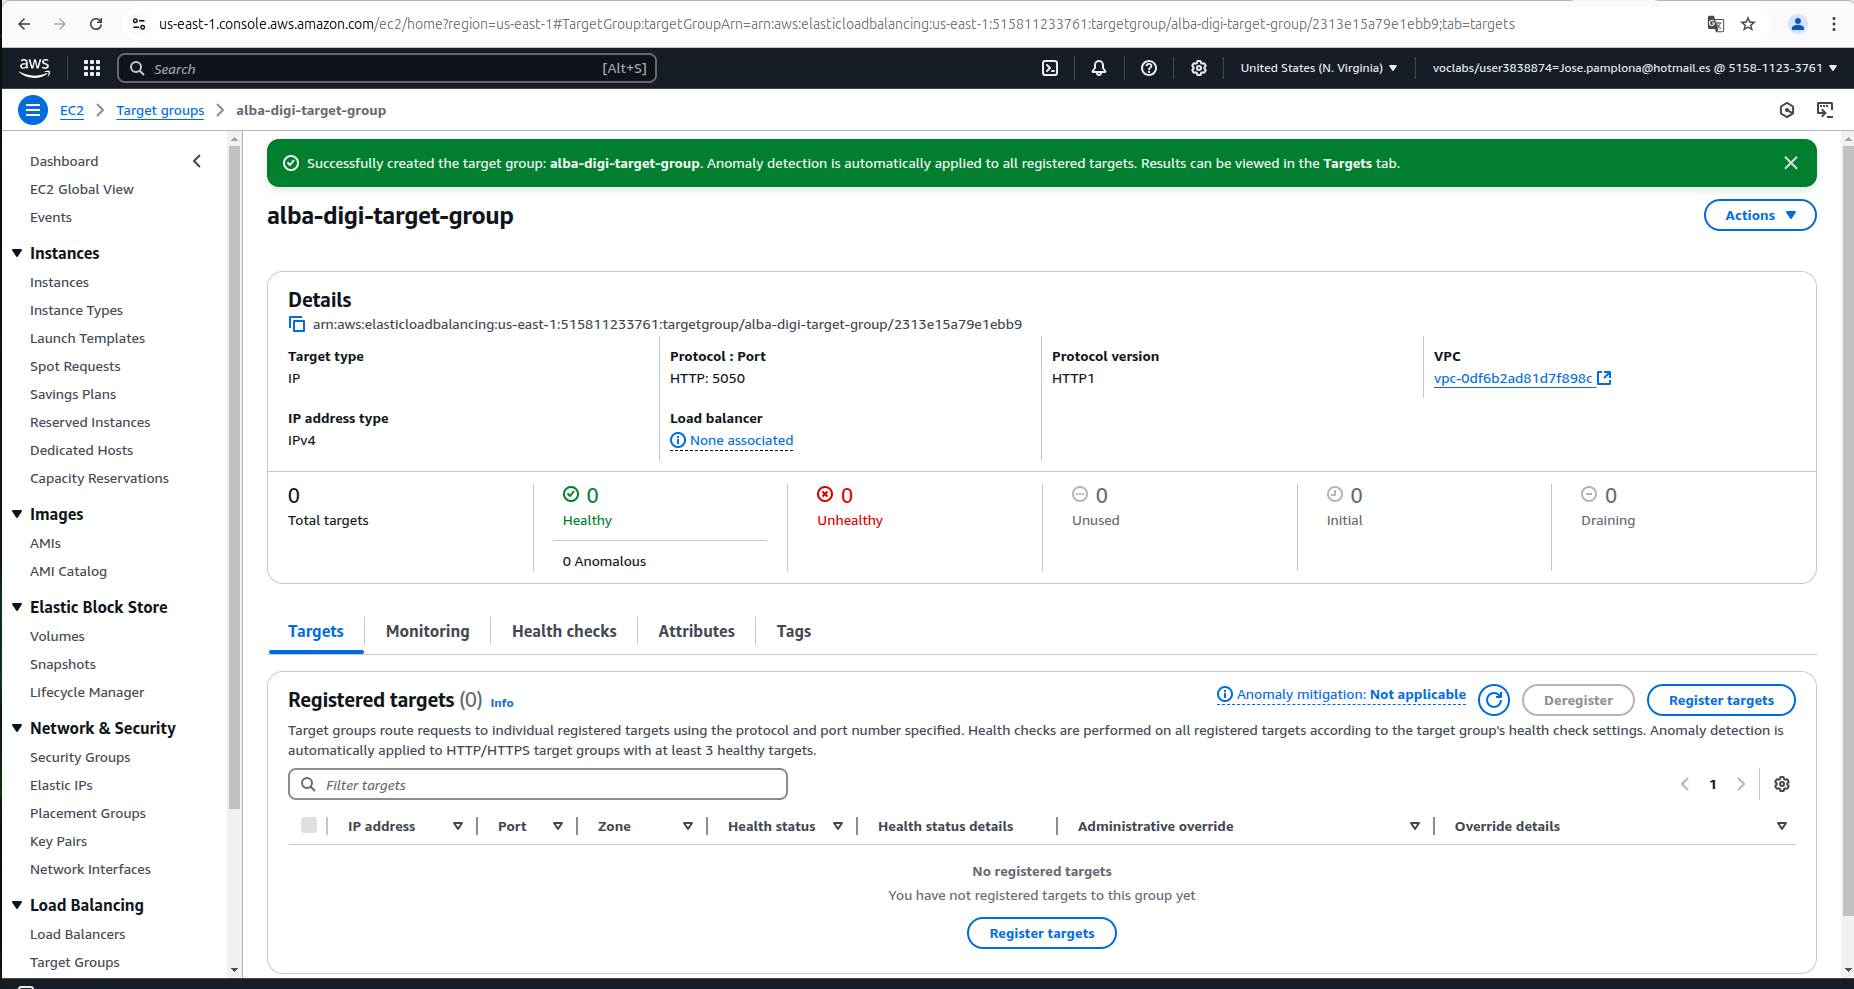 us-east-1.console.aws.amazon.com/ec2/home?region=us-east-1#TargetGroup:targetGroupArn=arn:aws:elasticloadbalancing:us-east-1:515811233761:targetgroup/alba-digi-target-group/2313e15a79e1ebb9;tab=targets
aws Search [Alt+S] United States (N. Virginia) voclabs/user3838874=Jose.pamplona@hotmail.es @ 5158-1123-3761
EC2 Target groups alba-digi-target-group
Dashboard
EC2 Global View
Events
Instances
Instances
Instance Types
Launch Templates
Spot Requests
Savings Plans
Reserved Instances
Dedicated Hosts
Capacity Reservations
Images
AMIs
AMI Catalog
Elastic Block Store
Volumes
Snapshots
Lifecycle Manager
Network & Security
Security Groups
Elastic IPs
Placement Groups
Key Pairs
Network Interfaces
Load Balancing
Load Balancers
Target Groups
Successfully created the target group: alba-digi-target-group. Anomaly detection is automatically applied to all registered targets. Results can be viewed in the Targets tab.
alba-digi-target-group
Actions
Details
arn:aws:elasticloadbalancing:us-east-1:515811233761:targetgroup/alba-digi-target-group/2313e15a79e1ebb9
Target type
IP
Protocol : Port
HTTP: 5050
Protocol version
HTTP1
VPC
vpc-0df6b2ad81d7f898c
IP address type
IPv4
Load balancer
None associated
0
Total targets
0
Healthy
0 Anomalous
0
Unhealthy
0
Unused
0
Initial
0
Draining
Targets Monitoring Health checks Attributes Tags
Registered targets (0) Info
Anomaly mitigation: Not applicable
Deregister
Register targets
Target groups route requests to individual registered targets using the protocol and port number specified. Health checks are performed on all registered targets according to the target group's health check settings. Anomaly detection is
automatically applied to HTTP/HTTPS target groups with at least 3 healthy targets.
Filter targets
1
IP address Port Zone Health status Health status details Administrative override Override details
No registered targets
You have not registered targets to this group yet
Register targets